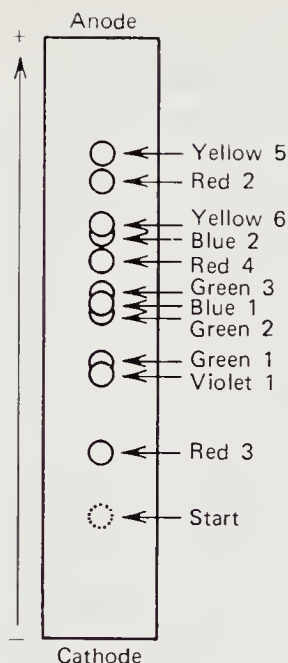 Anode
+
Yellow 5
Red 2
Yellow 6
Blue 2
Red 4
Green 3
Blue 1
Green 2
Green 1
Violet 1
Red 3
Start
−
Cathode